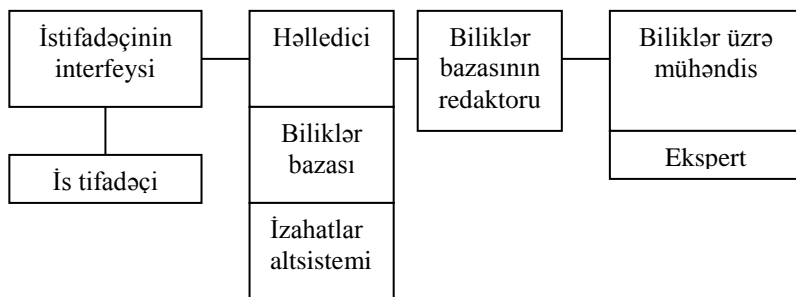 İstifadəçinin
interfeysi
Həlledici
Biliklər
bazasının
redaktoru
Biliklər üzrə
mühəndis
Biliklər
bazası
Ekspert
İs tifadəçi
İzahatlar
altsistemi